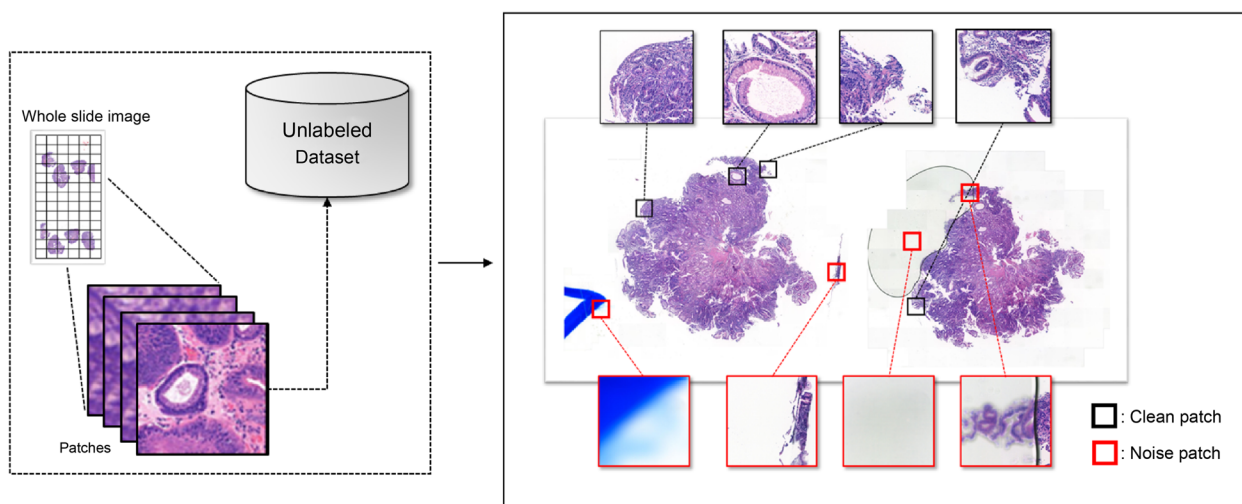 Whole slide image
Unlabeled
Dataset
Patches
: Clean patch
: Noise patch